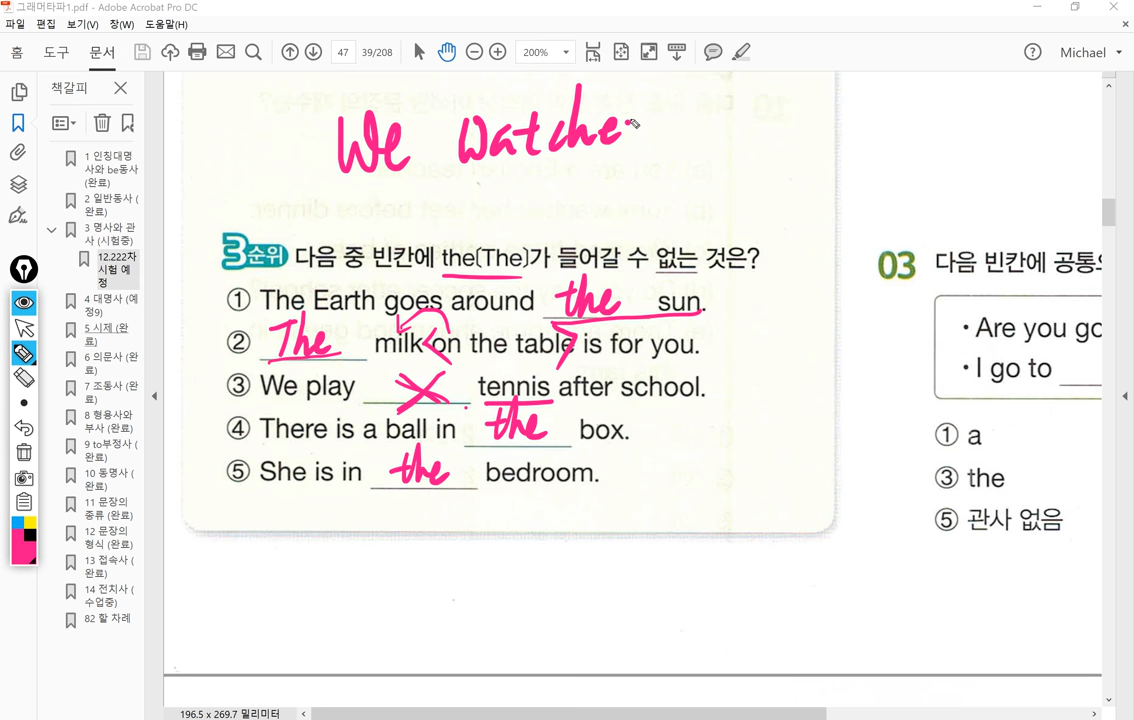 그래머타파1.pdf - Adobe Acrobat Pro DC
파일 편집 보기(V) 창(W) 도움말(H)
홈 도구 문서 47 39/208 200% Michael
책갈피
1 인칭대명
사와 be동사
(완료)
2 일반동사 (
완료)
3 명사와 관
사 (시험중)
12.222차
시험 예
정
4 대명사 (예
정9)
5 시제 (완
료)
6 의문사 (
완료)
7 조동사 (
완료)
8 형용사와
부사 (완료)
9 to부정사 (
완료)
10 동명사 (
완료)
11 문장의
종류 (완료)
12 문장의
형식 (완료)
13 접속사 (
완료)
14 전치사 (
수업중)
82 할 차례
We watche
3순위 다음 중 빈칸에 the(The)가 들어갈 수 없는 것은?
① The Earth goes around the sun.
② The milk on the table is for you.
③ We play X tennis after school.
④ There is a ball in the box.
⑤ She is in the bedroom.
03 다음 빈칸에 공통
• Are you go
• I go to
① a
③ the
⑤ 관사 없음
196.5 x 269.7 밀리미터